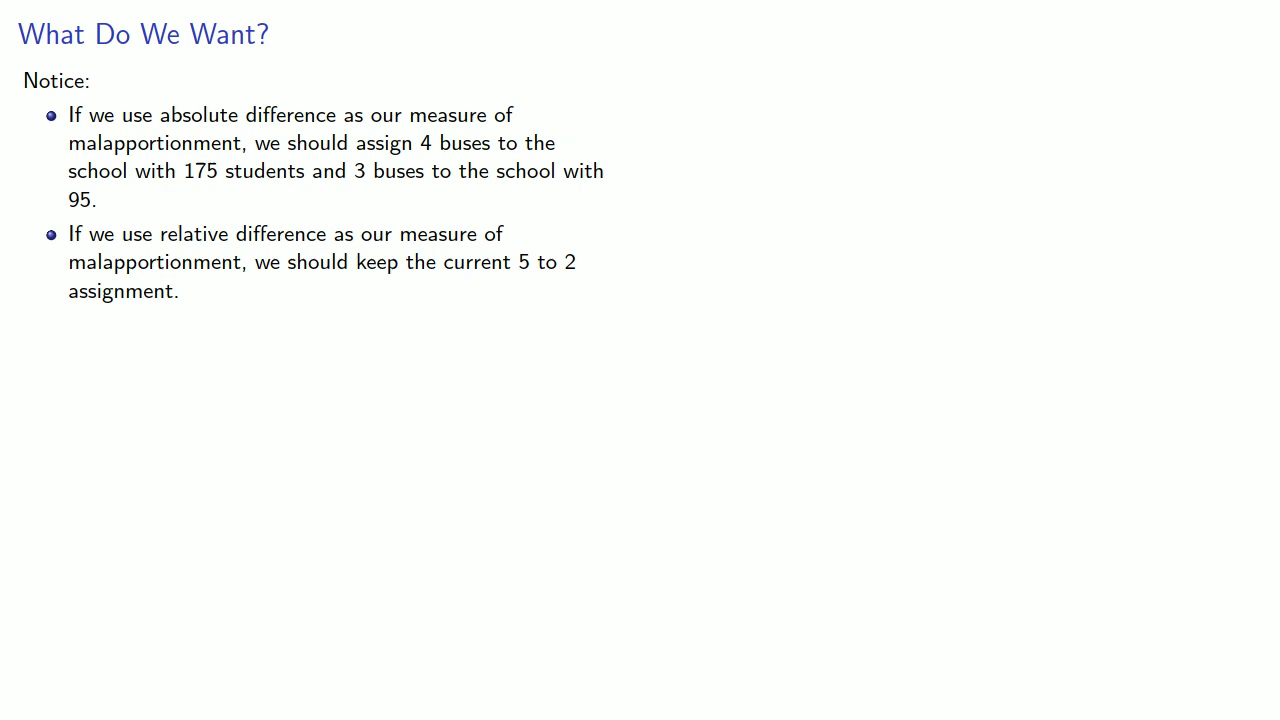 What Do We Want?
Notice:
If we use absolute difference as our measure of
malapportionment, we should assign 4 buses to the
school with 175 students and 3 buses to the school with
95.
If we use relative difference as our measure of
malapportionment, we should keep the current 5 to 2
assignment.